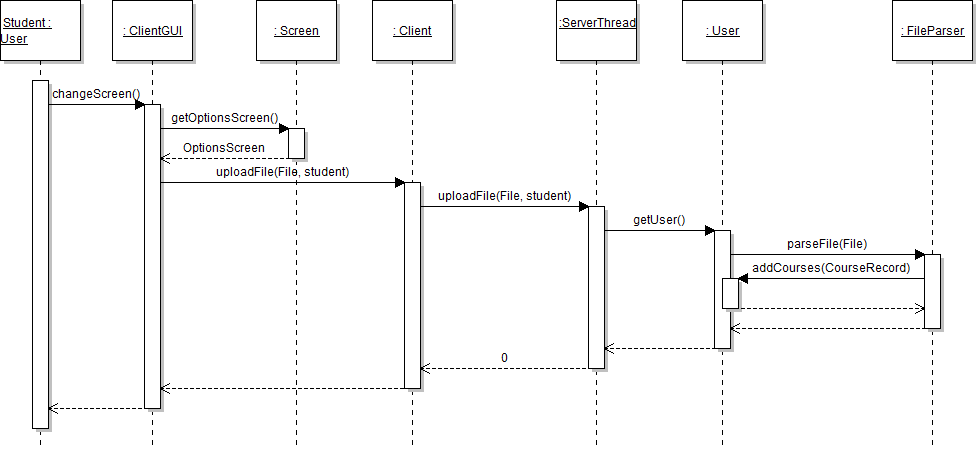 Student :
User
: ClientGUI
: Screen
: Client
:ServerThread
: User
: FileParser
changeScreen()
getOptionsScreen()
OptionsScreen
uploadFile(File, student)
uploadFile(File, student)
getUser()
parseFile(File)
addCourses(CourseRecord)
0